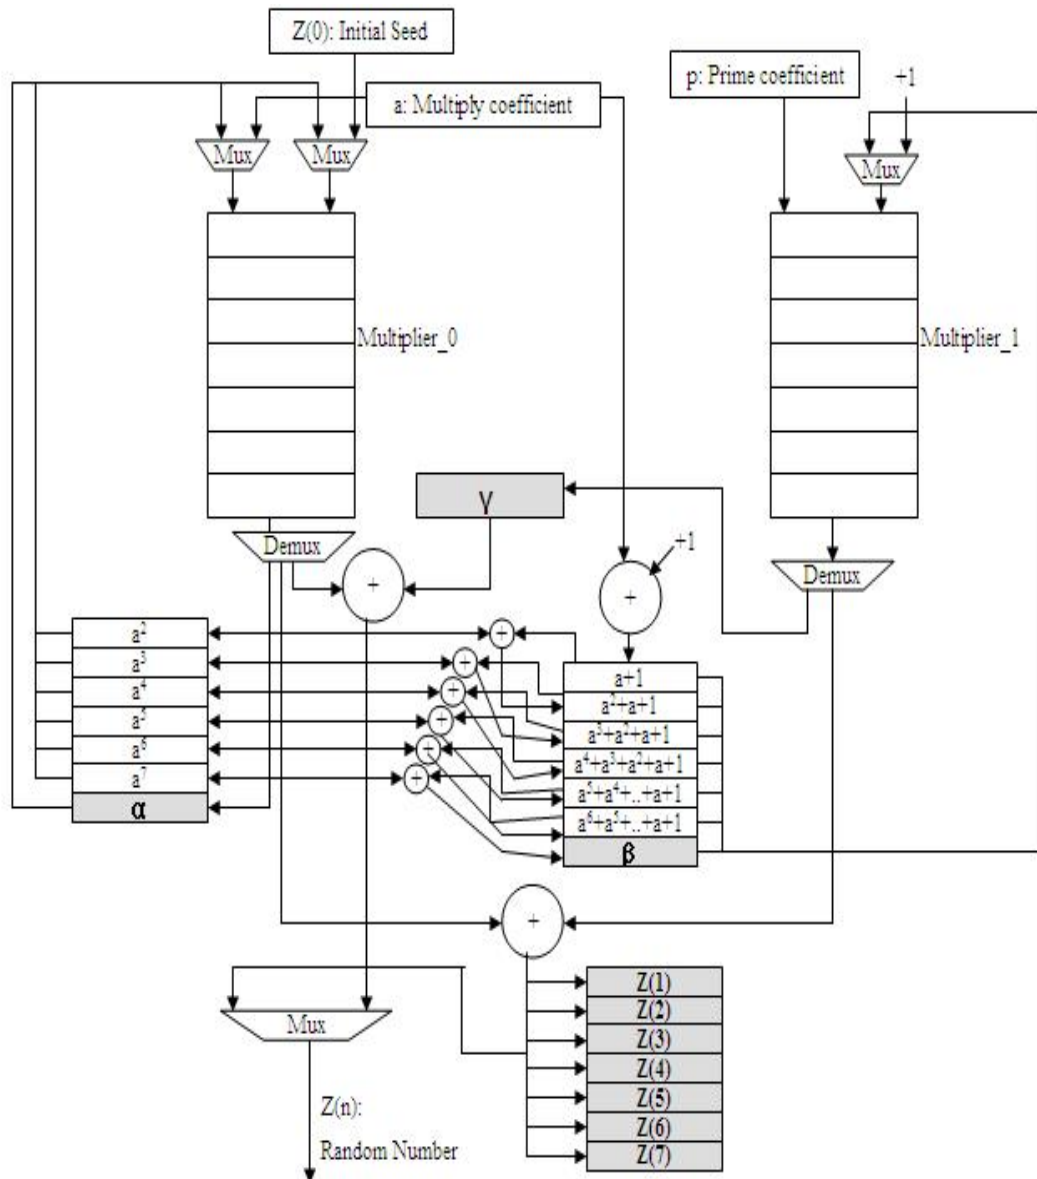 Z(0): Initial Seed
a: Multiply coefficient
p: Prime coefficient
+1
Mux
Mux
Mux
Multiplier_0
Multiplier_1
γ
Demux
+
+1
+
Demux
a²
a³
a⁴
a⁵
a⁶
a⁷
α
+
+
+
+
+
+
a+1
a²+a+1
a³+a²+a+1
a⁴+a³+a²+a+1
a⁵+a⁴+..+a+1
a⁶+a⁵+..+a+1
β
+
Z(1)
Z(2)
Z(3)
Z(4)
Z(5)
Z(6)
Z(7)
Mux
Z(n):
Random Number